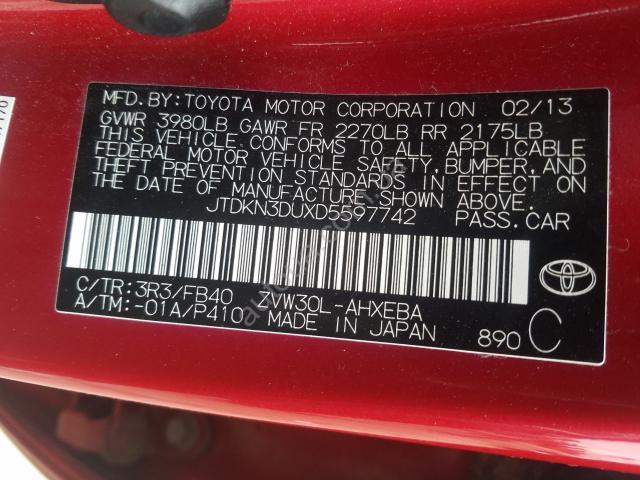 MFD.BY:TOYOTA MOTOR CORPORATION 02/13
GVWR 3980LB GAWR FR 2270LB RR 2175LB
THIS VEHICLE CONFORMS TO ALL APPLICABLE
FEDERAL MOTOR VEHICLE SAFETY, BUMPER, AND
THEFT PREVENTION STANDARDS IN EFFECT ON
THE DATE OF MANUFACTURE SHOWN ABOVE.
JTDKN3DUXD5597742 PASS.CAR
C/TR:3R3/FB40 ZVW30L-AHXEBA
A/TM:-01A/P410 MADE IN JAPAN 890 C